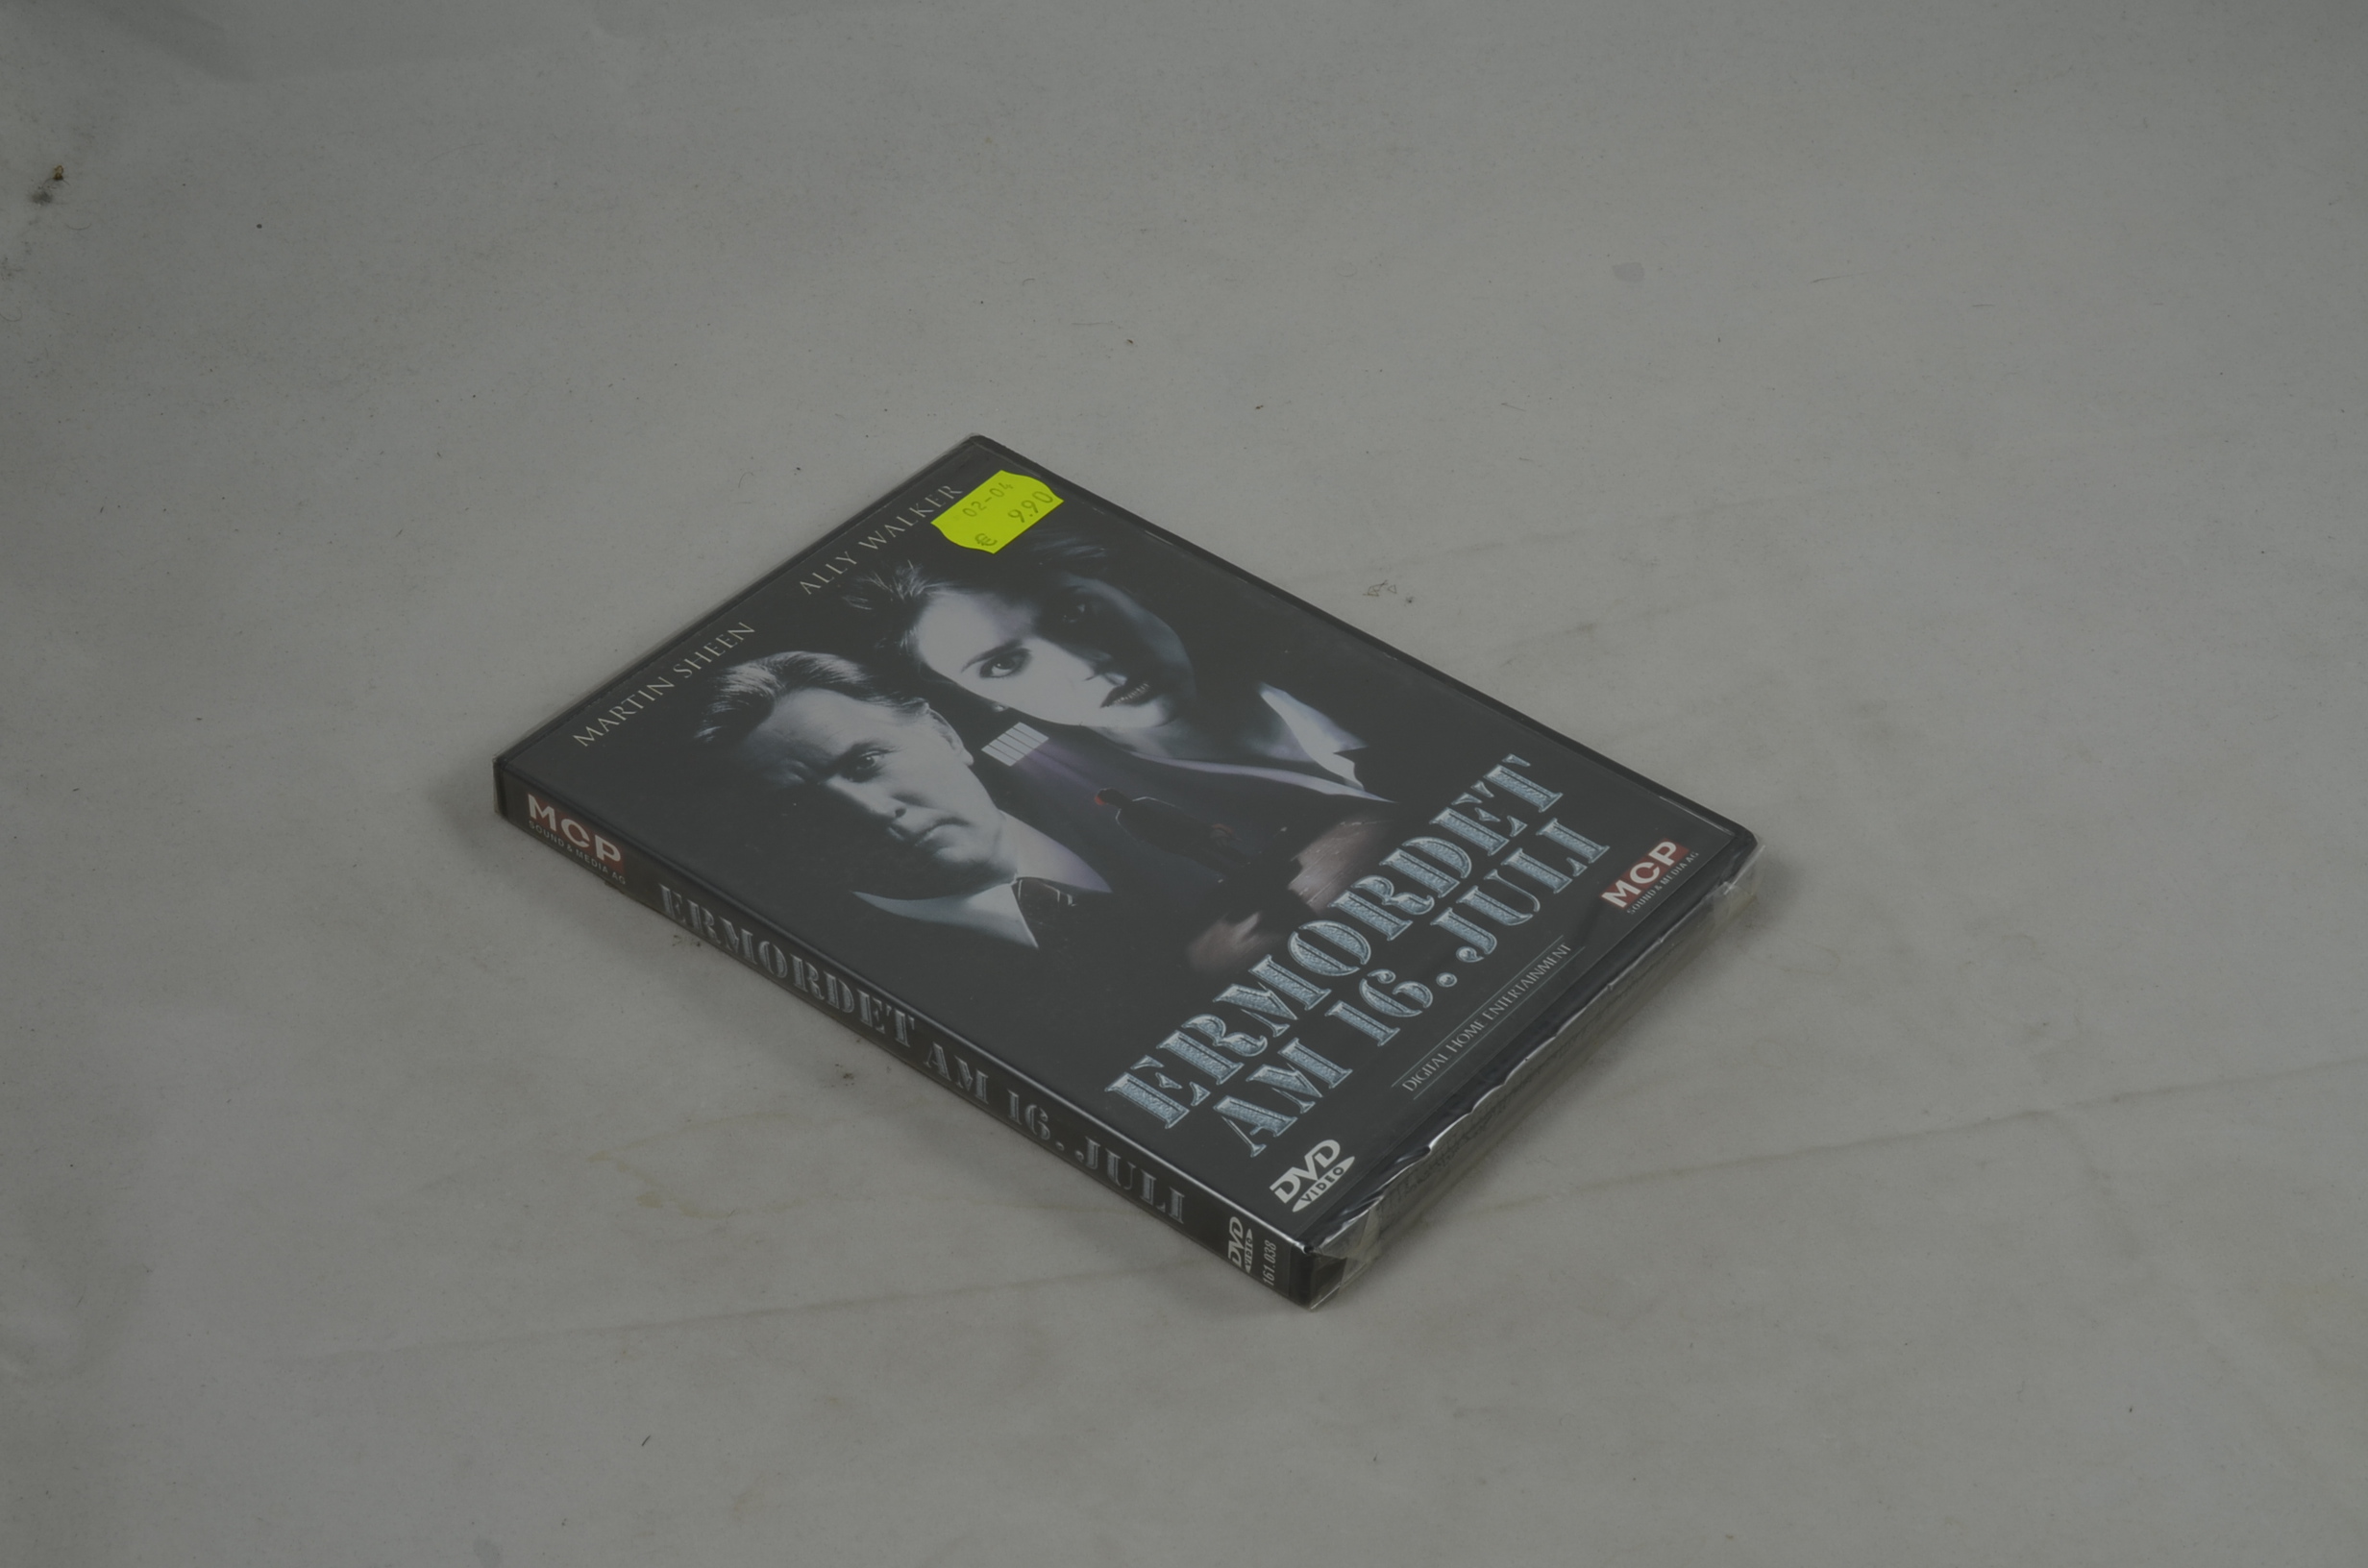 MARTIN SHEEN
ALLY WALKER
02-04
€ 9.90
ERMORDET
AM 16. JULI
DIGITAL HOME ENTERTAINMENT
MCP
SOUND & MEDIA AG
DVD
VIDEO
MCP
SOUND & MEDIA AG
ERMORDET AM 16. JULI
DVD
VIDEO
161.038